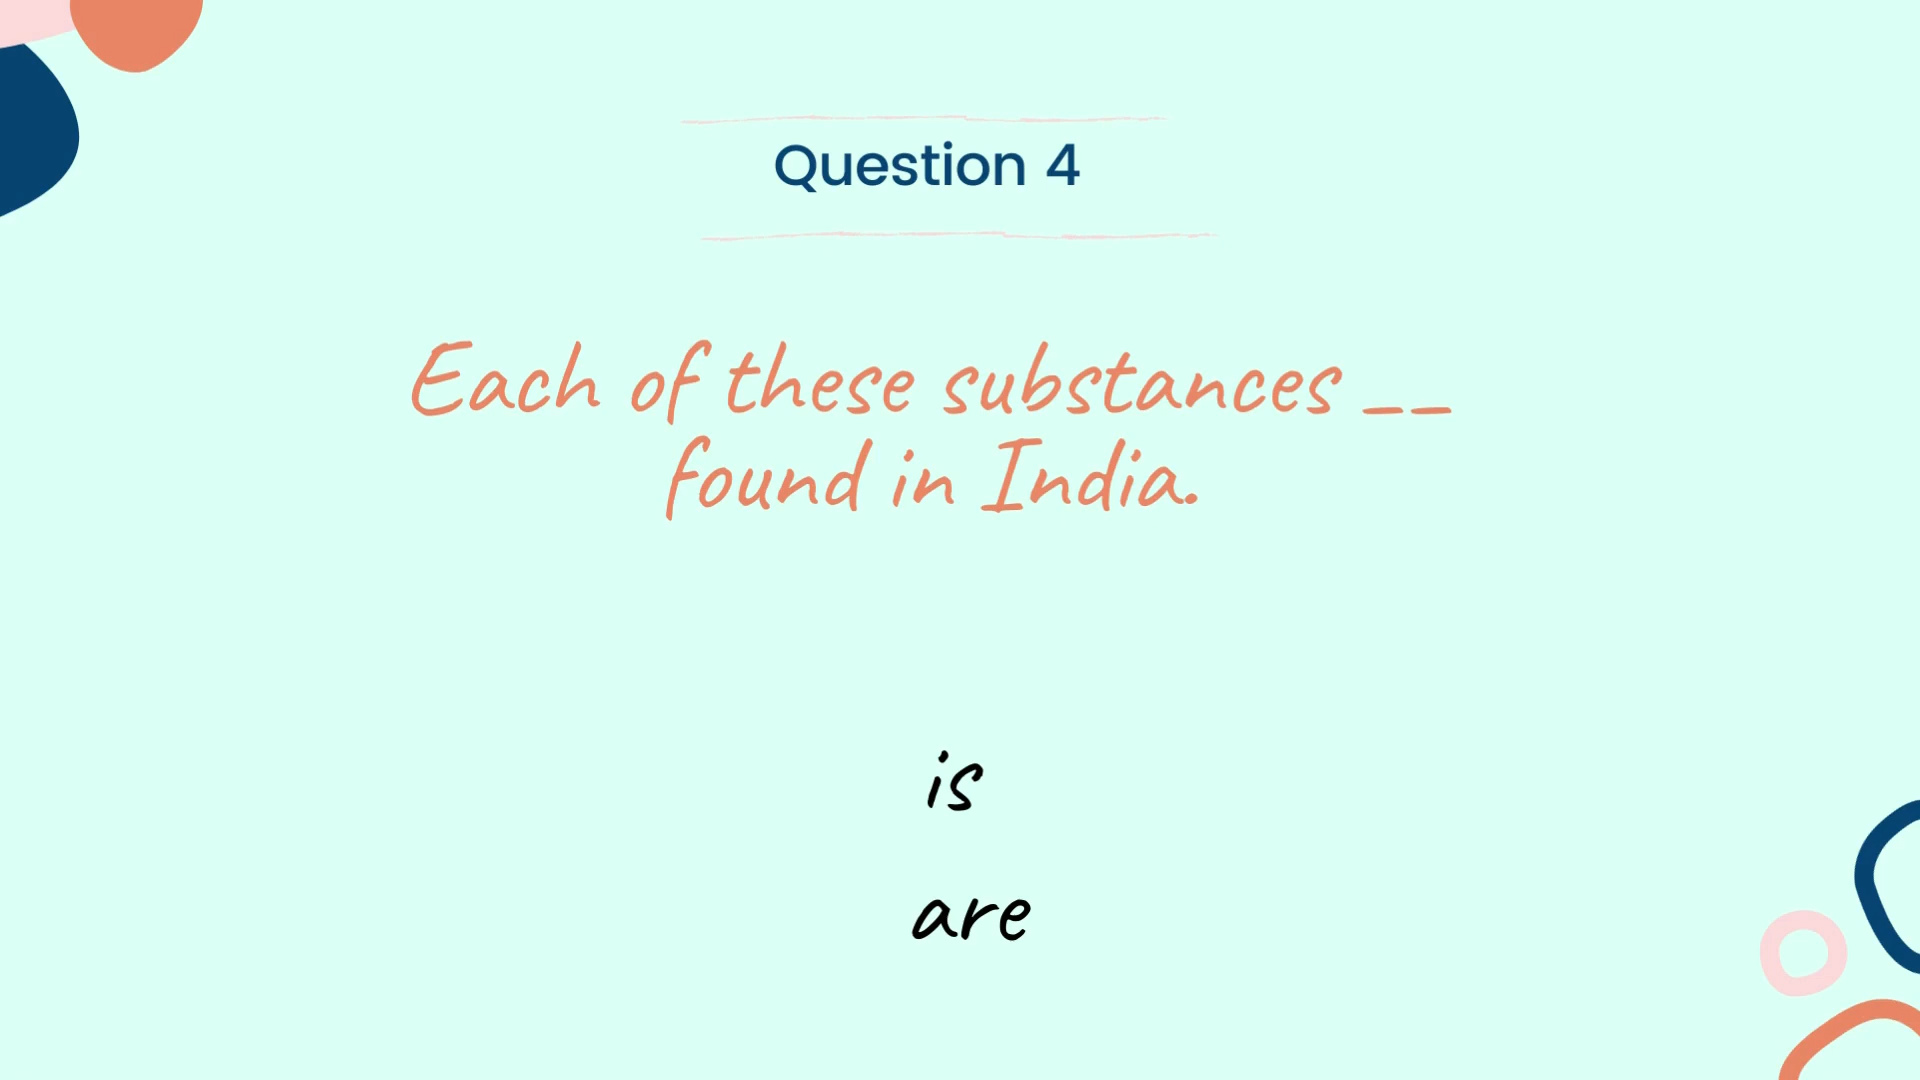 Question 4
Each of these substances __
found in India.
is
are